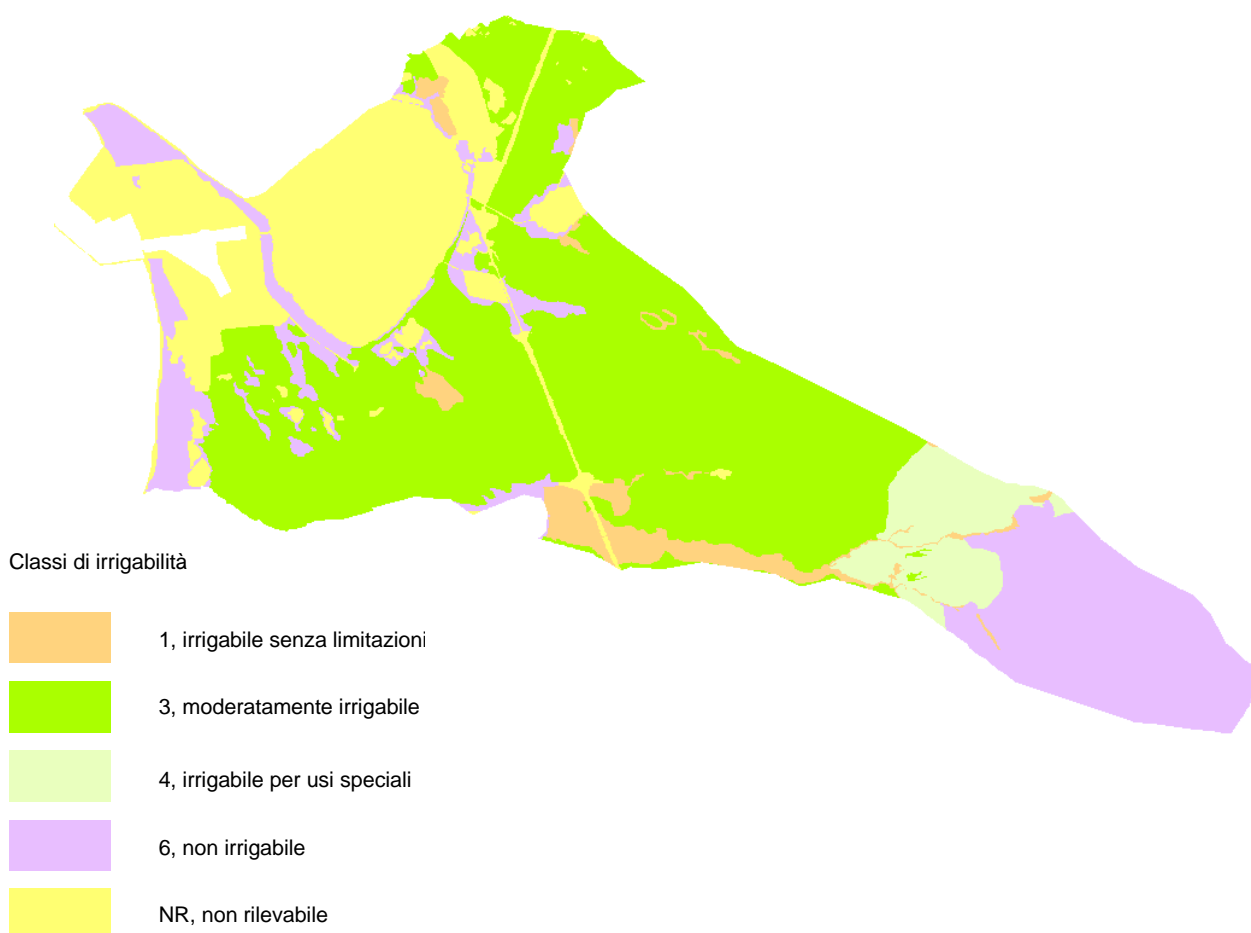 Classi di irrigabilità
1, irrigabile senza limitazioni
3, moderatamente irrigabile
4, irrigabile per usi speciali
6, non irrigabile
NR, non rilevabile